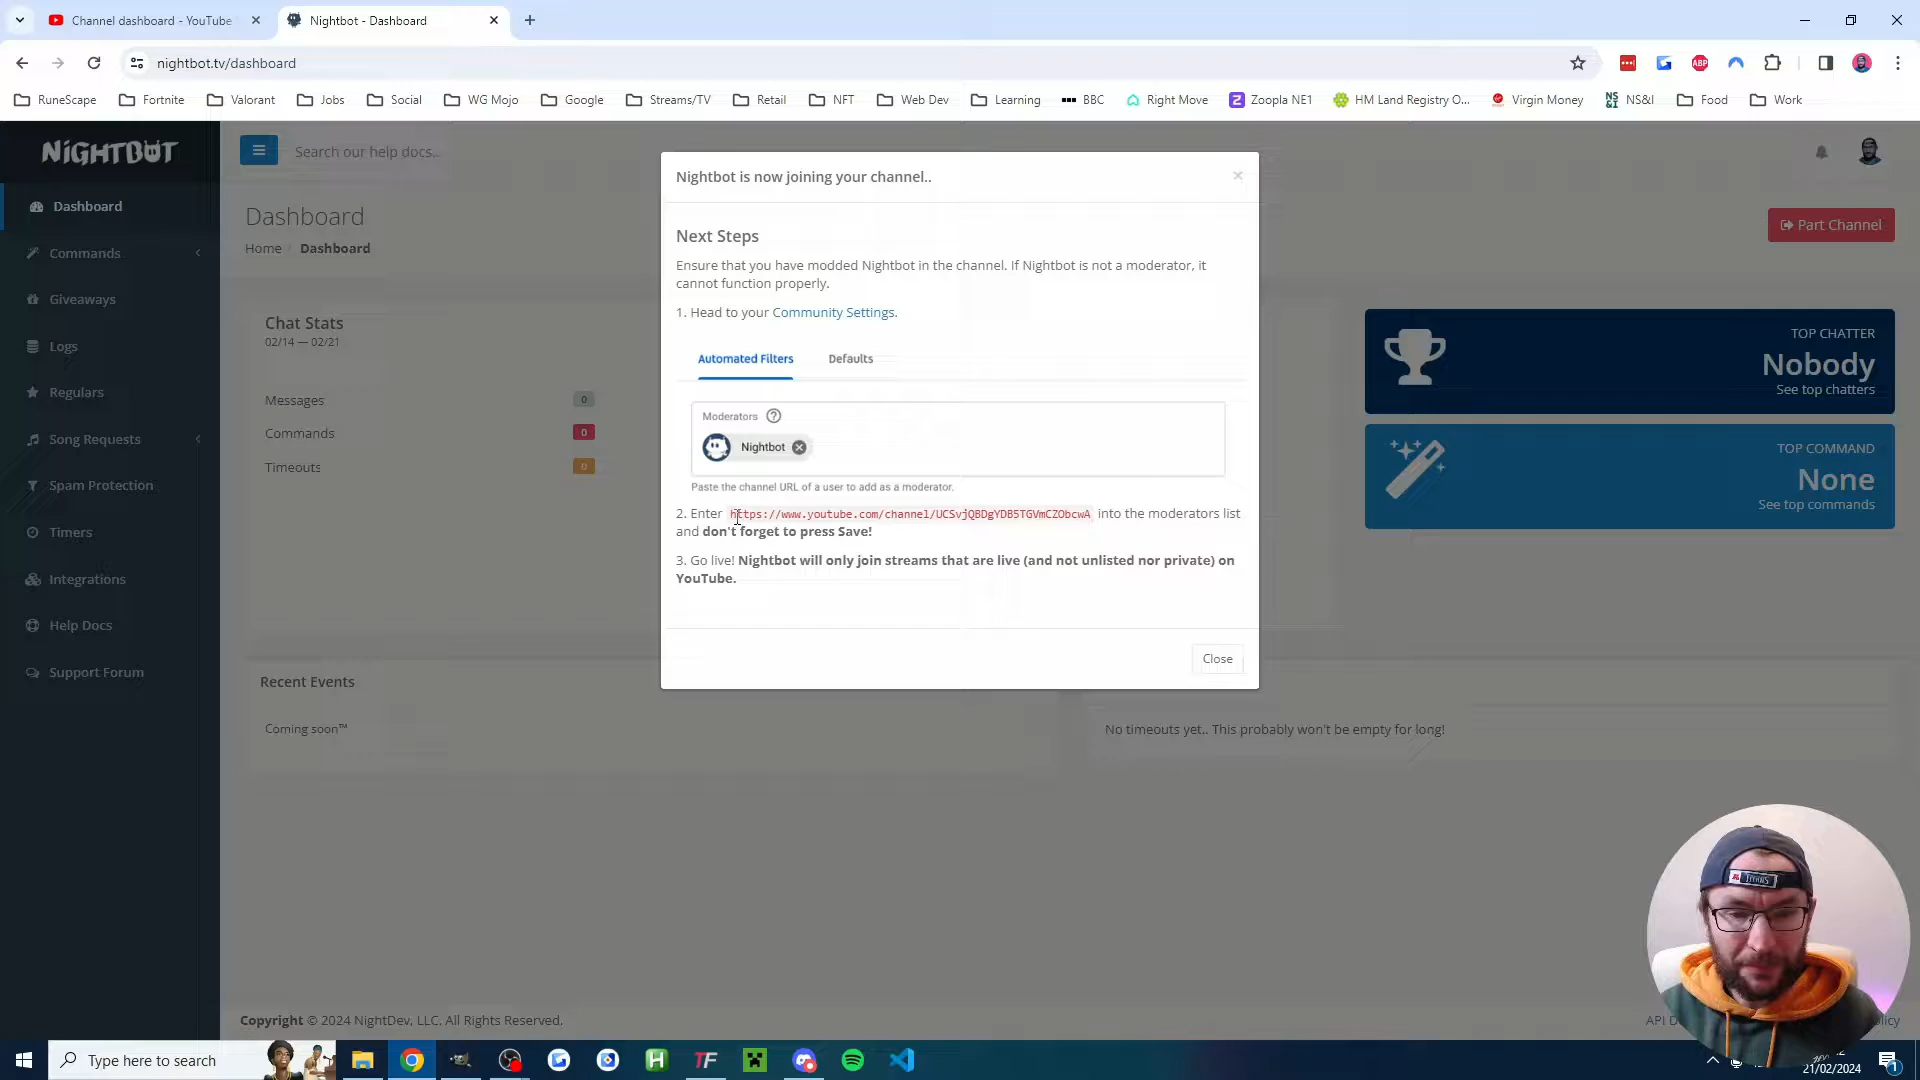 Channel dashboard - YouTube
Nightbot - Dashboard
nightbot.tv/dashboard
RuneScape
Fortnite
Valorant
Jobs
Social
WG Mojo
Google
Streams/TV
Retail
NFT
Web Dev
Learning
BBC
Right Move
Zoopla NE1
HM Land Registry O...
Virgin Money
NS&I
Food
Work
NIGHTBOT
Search our help docs..
Dashboard
Commands
Giveaways
Logs
Regulars
Song Requests
Spam Protection
Timers
Integrations
Help Docs
Support Forum
Dashboard
Home
Dashboard
Part Channel
Chat Stats
02/14 — 02/21
Messages
0
Commands
0
Timeouts
0
TOP CHATTER
Nobody
See top chatters
TOP COMMAND
None
See top commands
Nightbot is now joining your channel..
Next Steps
Ensure that you have modded Nightbot in the channel. If Nightbot is not a moderator, it
cannot function properly.
1. Head to your Community Settings.
Automated Filters
Defaults
Moderators
Nightbot
Paste the channel URL of a user to add as a moderator.
2. Enter https://www.youtube.com/channel/UCSvjQBDgYDB5TGVmCZObcwA into the moderators list
and don't forget to press Save!
3. Go live! Nightbot will only join streams that are live (and not unlisted nor private) on
YouTube.
Close
Recent Events
Coming soon™
No timeouts yet.. This probably won't be empty for long!
Copyright © 2024 NightDev, LLC. All Rights Reserved.
Type here to search
21/02/2024
1